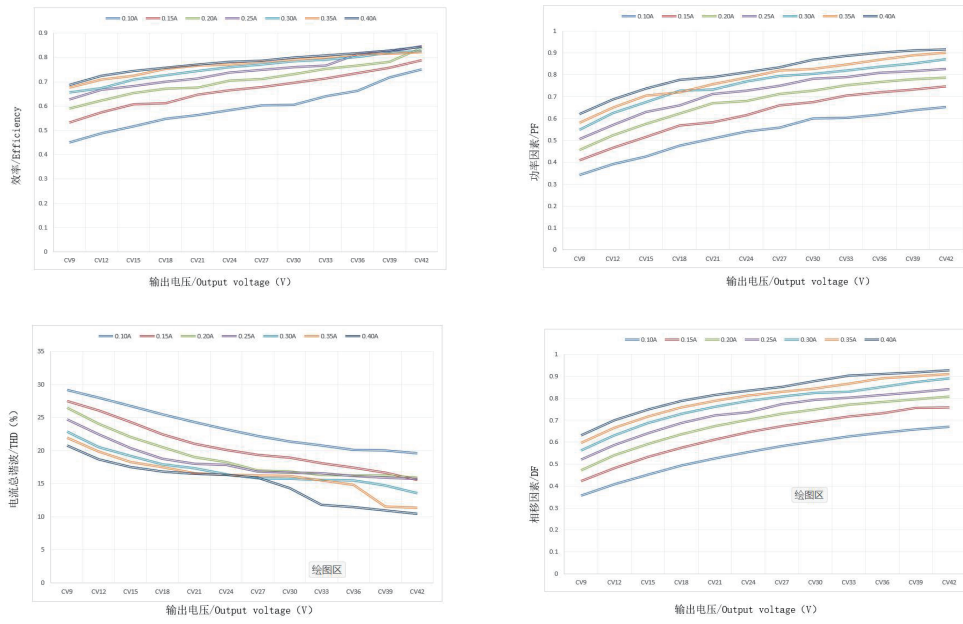 0.10A 0.15A 0.20A 0.25A 0.30A 0.35A 0.40A
0.9
0.8
0.7
0.6
0.5
0.4
0.3
0.2
0.1
0
效率/Efficiency
CV9 CV12 CV15 CV18 CV21 CV24 CV27 CV30 CV33 CV36 CV39 CV42
输出电压/Output voltage（V）
0.10A 0.15A 0.20A 0.25A 0.30A 0.35A 0.40A
1
0.9
0.8
0.7
0.6
0.5
0.4
0.3
0.2
0.1
0
功率因素/PF
CV9 CV12 CV15 CV18 CV21 CV24 CV27 CV30 CV33 CV36 CV39 CV42
输出电压/Output voltage（V）
0.10A 0.15A 0.20A 0.25A 0.30A 0.35A 0.40A
35
30
25
20
15
10
5
0
电流总谐波/THD（%）
绘图区
CV9 CV12 CV15 CV18 CV21 CV24 CV27 CV30 CV33 CV36 CV39 CV42
输出电压/Output voltage（V）
0.10A 0.15A 0.20A 0.25A 0.30A 0.35A 0.40A
1
0.9
0.8
0.7
0.6
0.5
0.4
0.3
0.2
0.1
0
相移因素/DF
绘图区
CV9 CV12 CV15 CV18 CV21 CV24 CV27 CV30 CV33 CV36 CV39 CV42
输出电压/Output voltage（V）